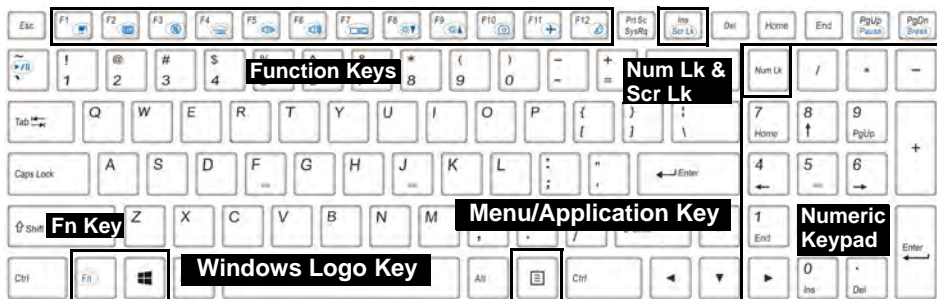 Esc F1 F2 F3 F4 F5 F6 F7 F8 F9 F10 F11 F12 Prt Sc SysRq Ins Scr Lk Del Home End PgUp Pause PgDn Break
~ ! 1 @ 2 # 3 $ 4 * 8 ( 9 ) 0 _ - + = Num Lk / * -
Function Keys
Num Lk &
Scr Lk
Tab Q W E R T Y U I O P { [ } ] | \ 7 Home 8 9 PgUp +
Caps Lock A S D F G H J K L : ; " ' Enter 4 5 6
Shift Z X C V B N M , . / 1 End
Fn Key
Menu/Application Key
Numeric
Keypad
Ctrl Fn Alt Ctrl 0 Ins . Del Enter
Windows Logo Key